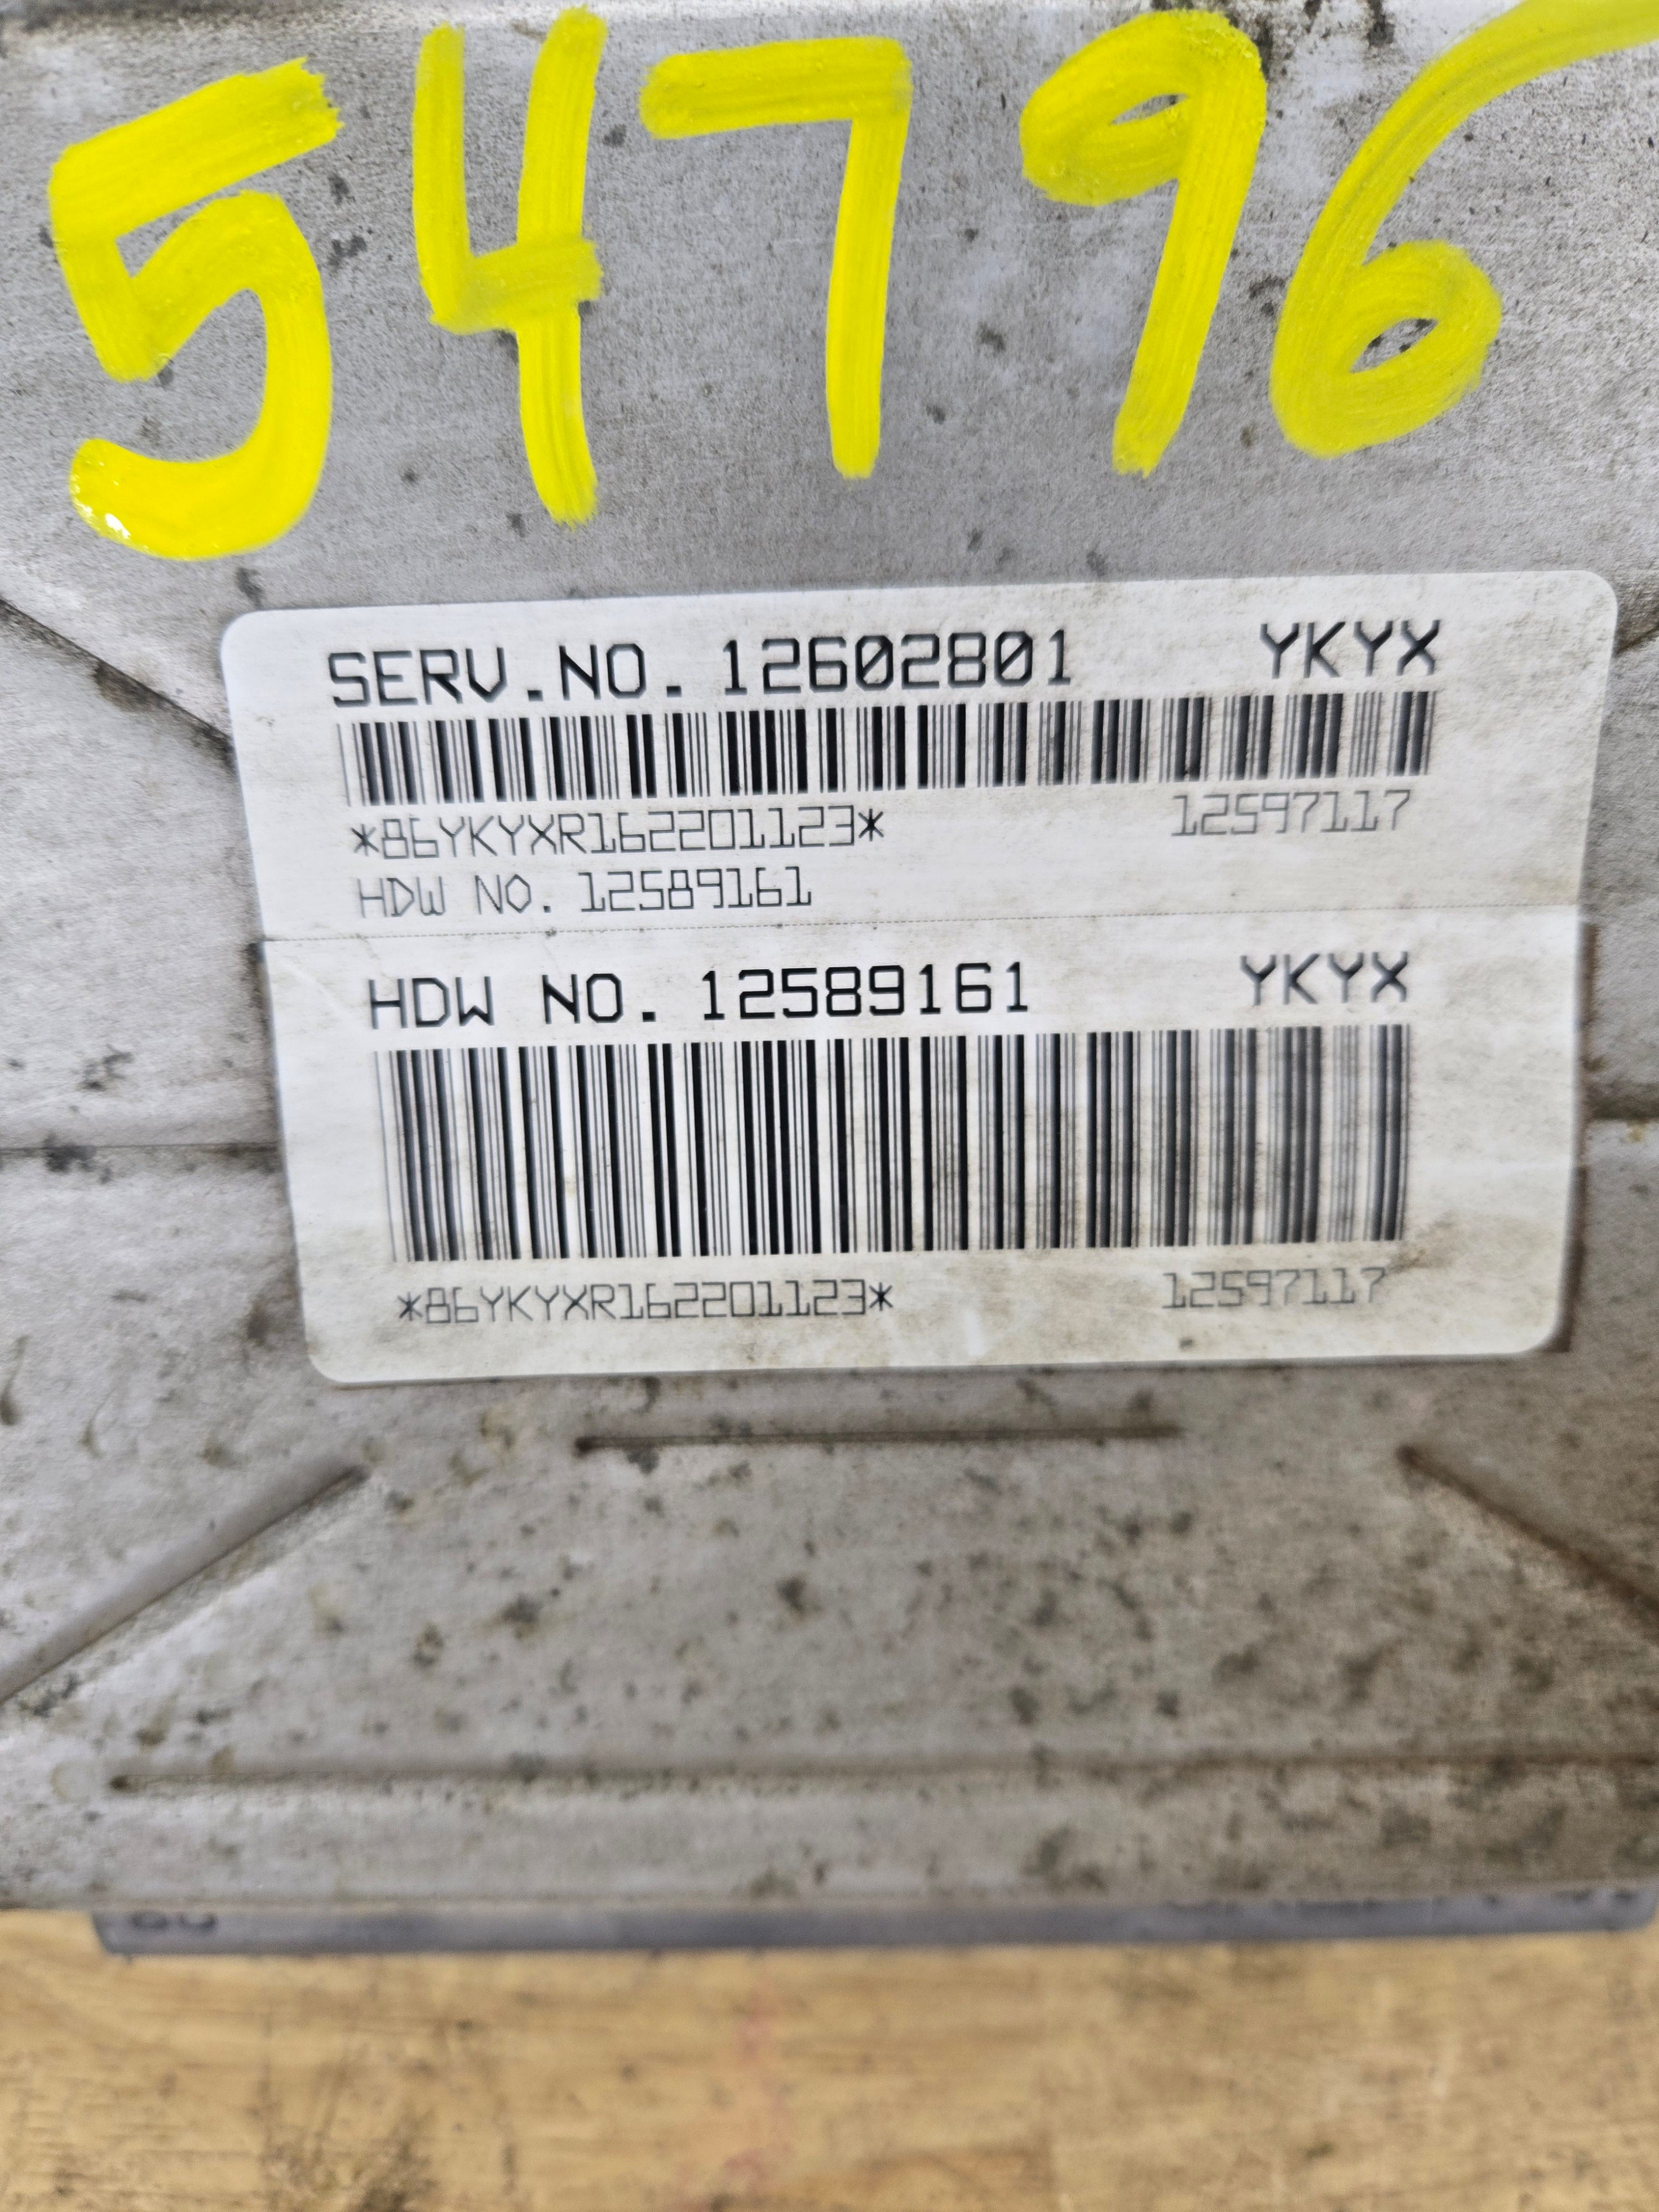 54796
SERV.NO. 12602801 YKYX
*86YKYXR162201123* 12597117
HDW NO. 12589161
HDW NO. 12589161 YKYX
*86YKYXR162201123* 12597117